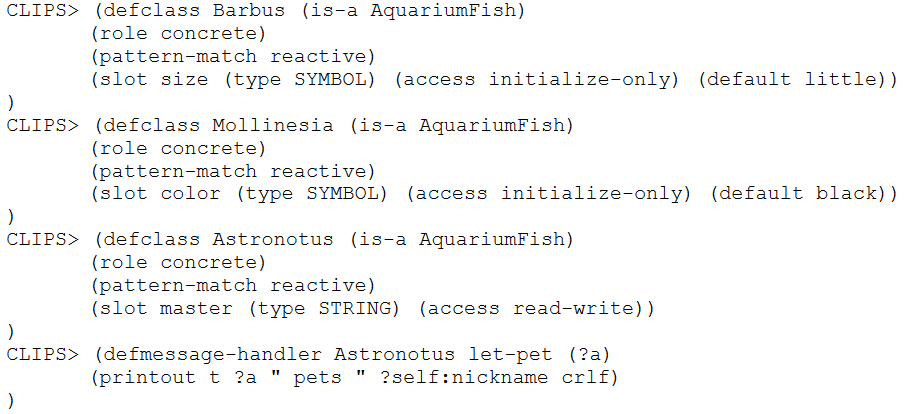 CLIPS> (defclass Barbus (is-a AquariumFish)
(role concrete)
(pattern-match reactive)
(slot size (type SYMBOL) (access initialize-only) (default little))
)
CLIPS> (defclass Mollinesia (is-a AquariumFish)
(role concrete)
(pattern-match reactive)
(slot color (type SYMBOL) (access initialize-only) (default black))
)
CLIPS> (defclass Astronotus (is-a AquariumFish)
(role concrete)
(pattern-match reactive)
(slot master (type STRING) (access read-write))
)
CLIPS> (defmessage-handler Astronotus let-pet (?a)
(printout t ?a " pets " ?self:nickname crlf)
)